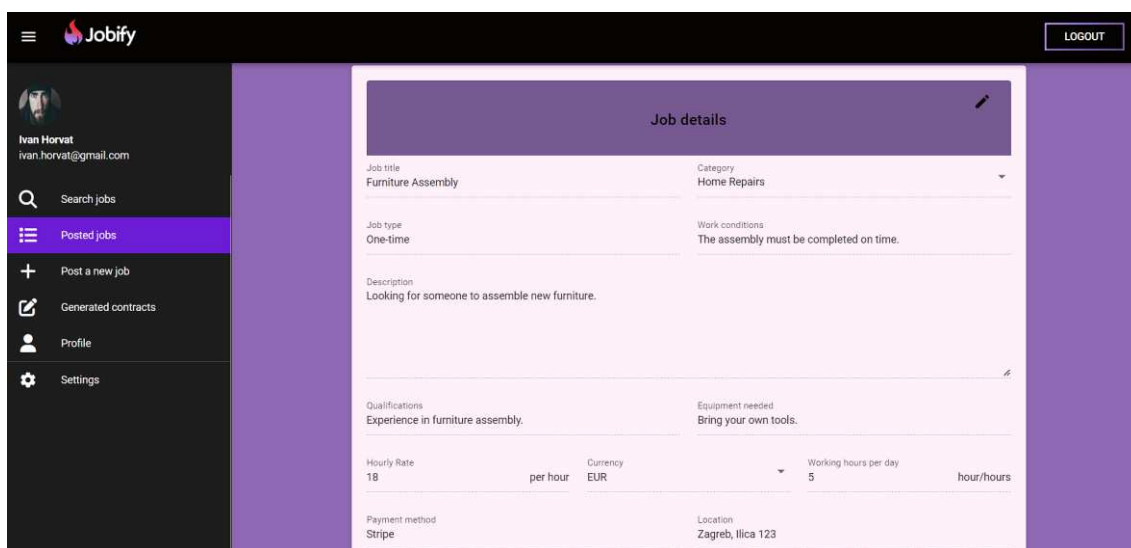 Jobify
LOGOUT
Ivan Horvat
ivan.horvat@gmail.com
Search jobs
Posted jobs
Post a new job
Generated contracts
Profile
Settings
Job details
Job title
Furniture Assembly
Category
Home Repairs
Job type
One-time
Work conditions
The assembly must be completed on time.
Description
Looking for someone to assemble new furniture.
Qualifications
Experience in furniture assembly.
Equipment needed
Bring your own tools.
Hourly Rate
18 per hour
Currency
EUR
Working hours per day
5 hour/hours
Payment method
Stripe
Location
Zagreb, Ilica 123